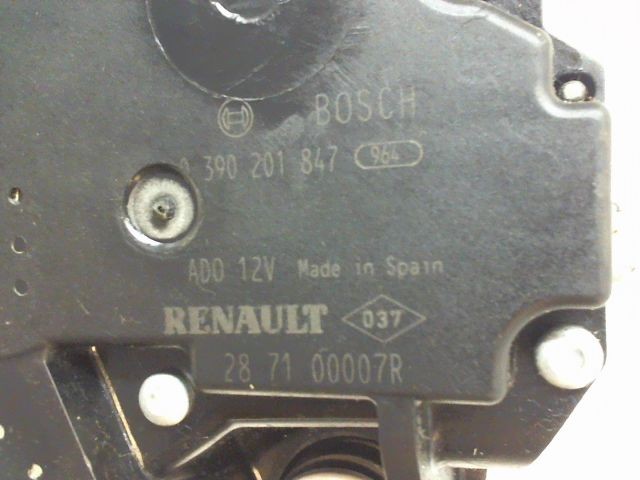 BOSCH
0 390 201 847 964
ADO 12V Made in Spain
RENAULT 037
28 71 00007R